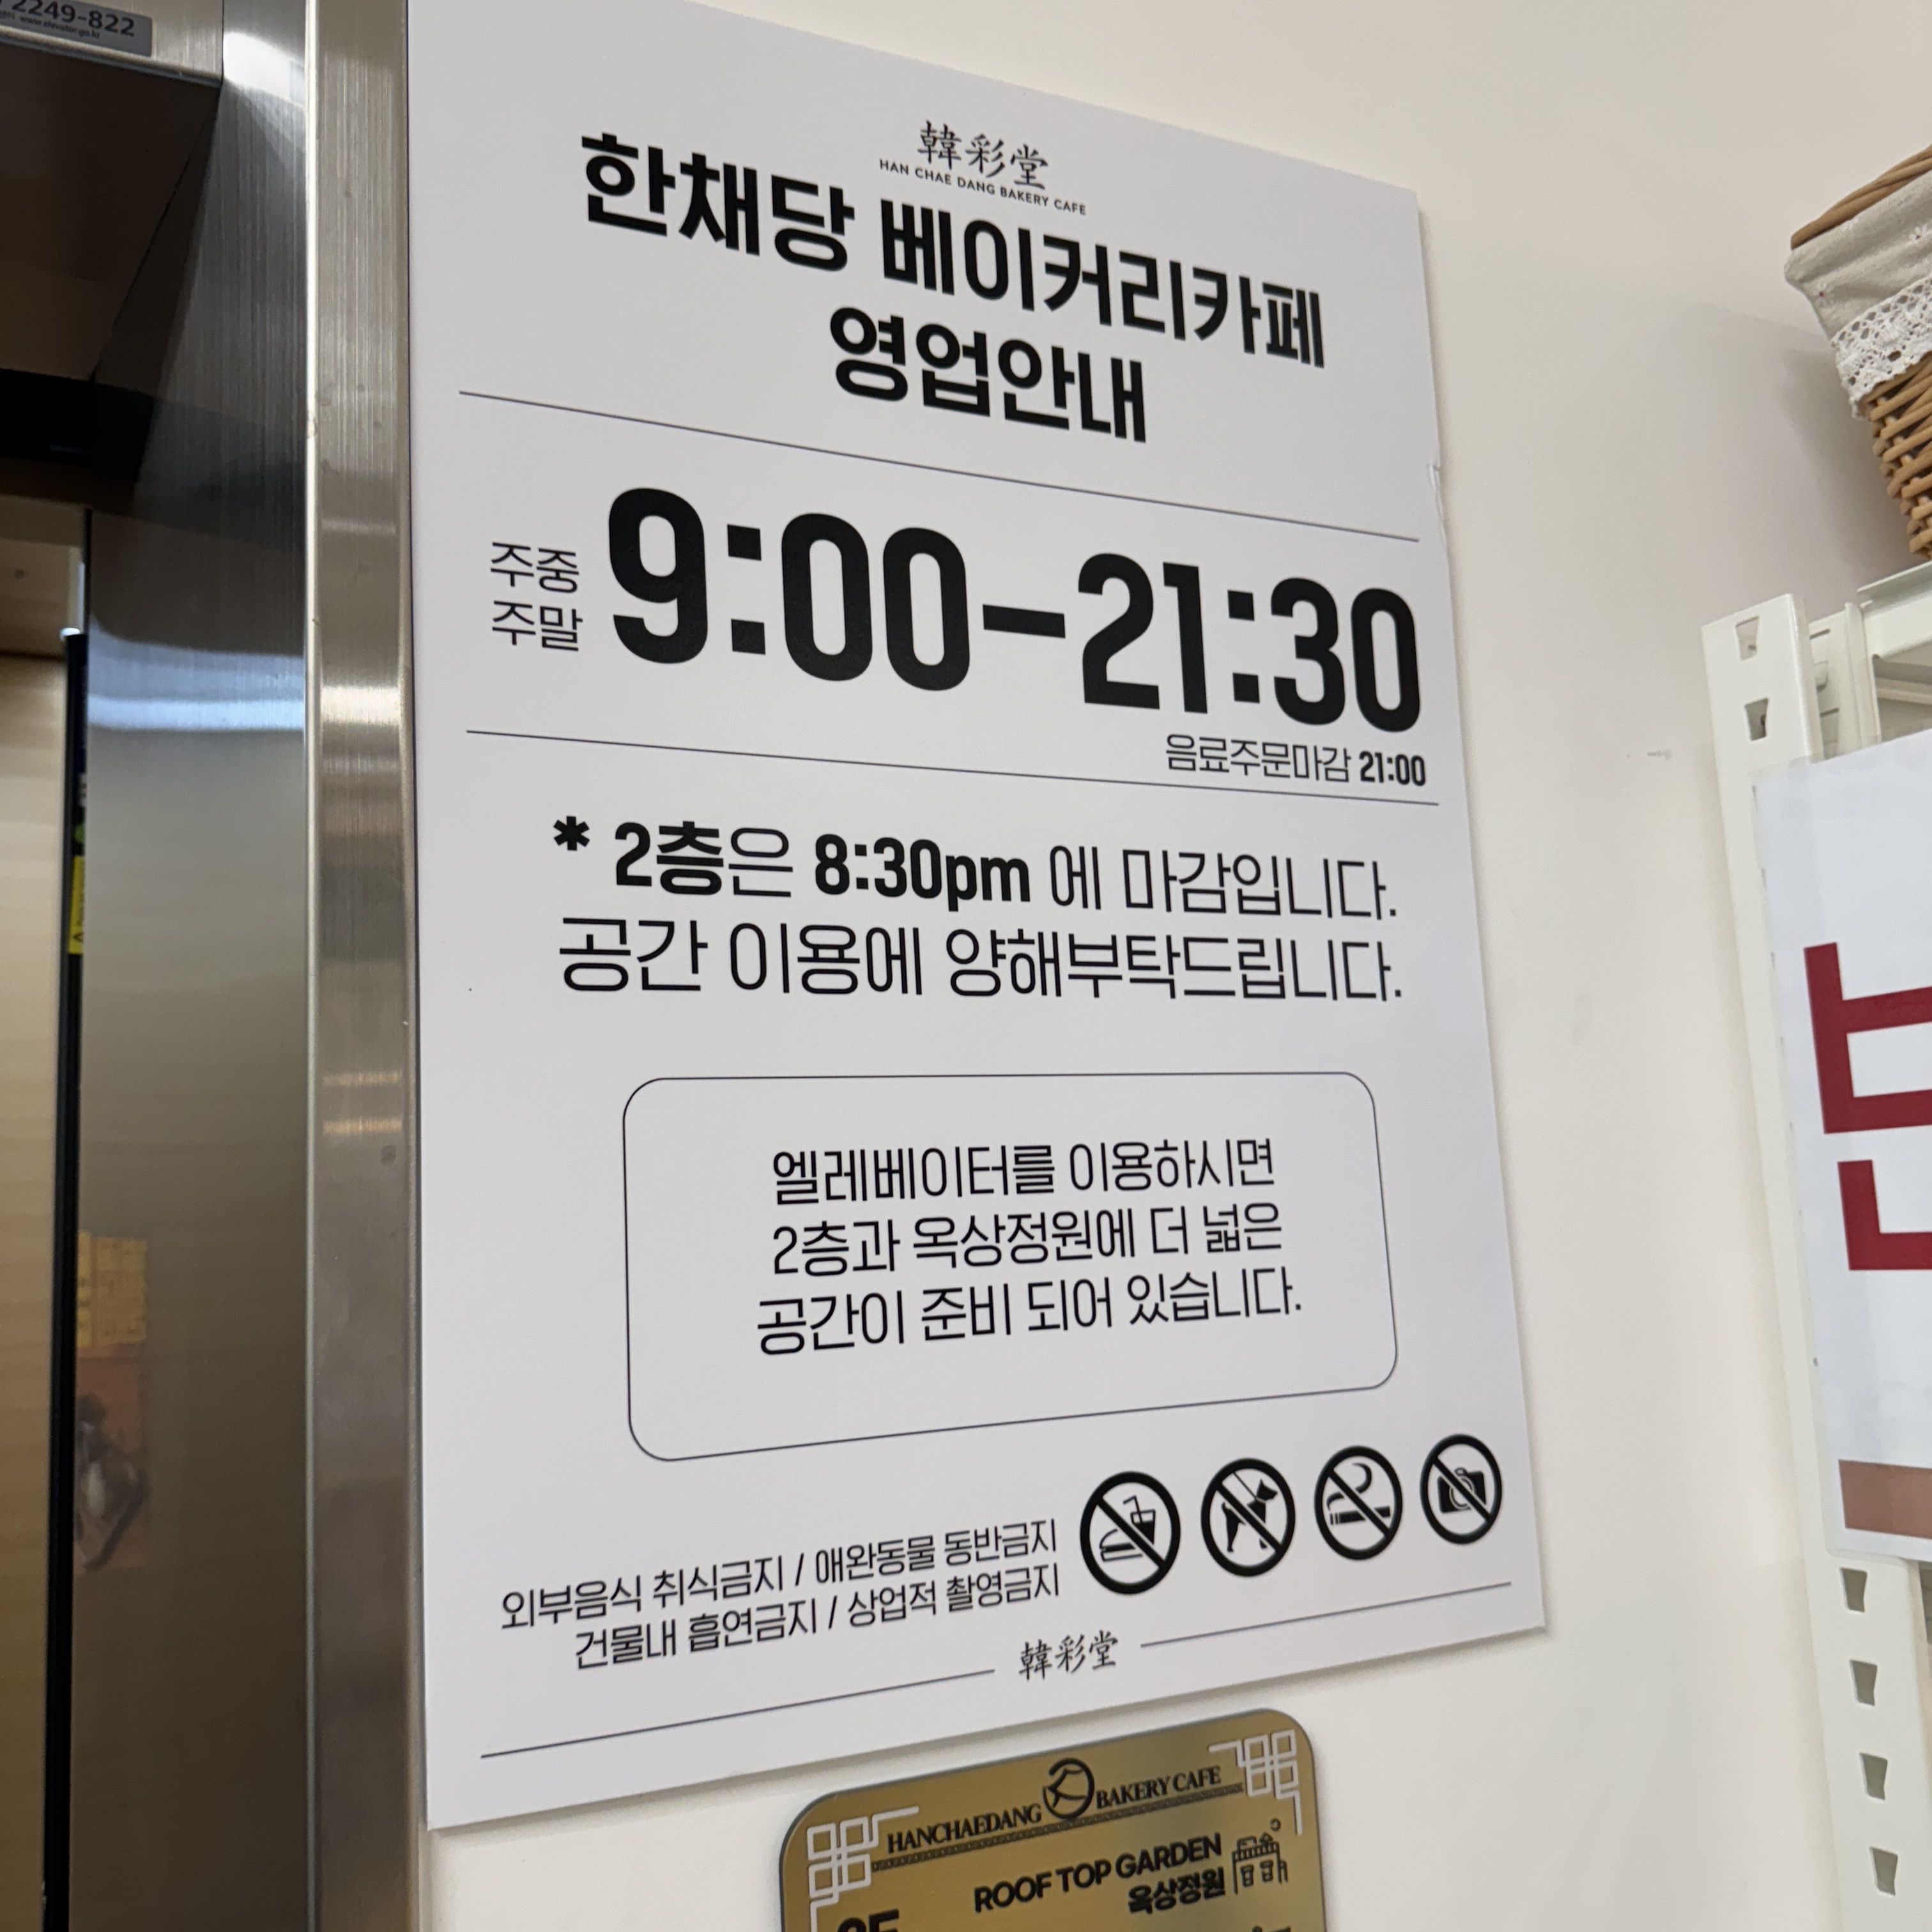 2249-822
www.elevator.go.kr
韓彩堂
HAN CHAE DANG BAKERY CAFE
한채당 베이커리카페
영업안내
주중
주말
9:00-21:30
음료주문마감 21:00
* 2층은 8:30pm 에 마감입니다.
공간 이용에 양해부탁드립니다.
엘레베이터를 이용하시면
2층과 옥상정원에 더 넓은
공간이 준비 되어 있습니다.
외부음식 취식금지 / 애완동물 동반금지
건물내 흡연금지 / 상업적 촬영금지
韓彩堂
HANCHAEDANG BAKERY CAFE
ROOF TOP GARDEN
옥상정원